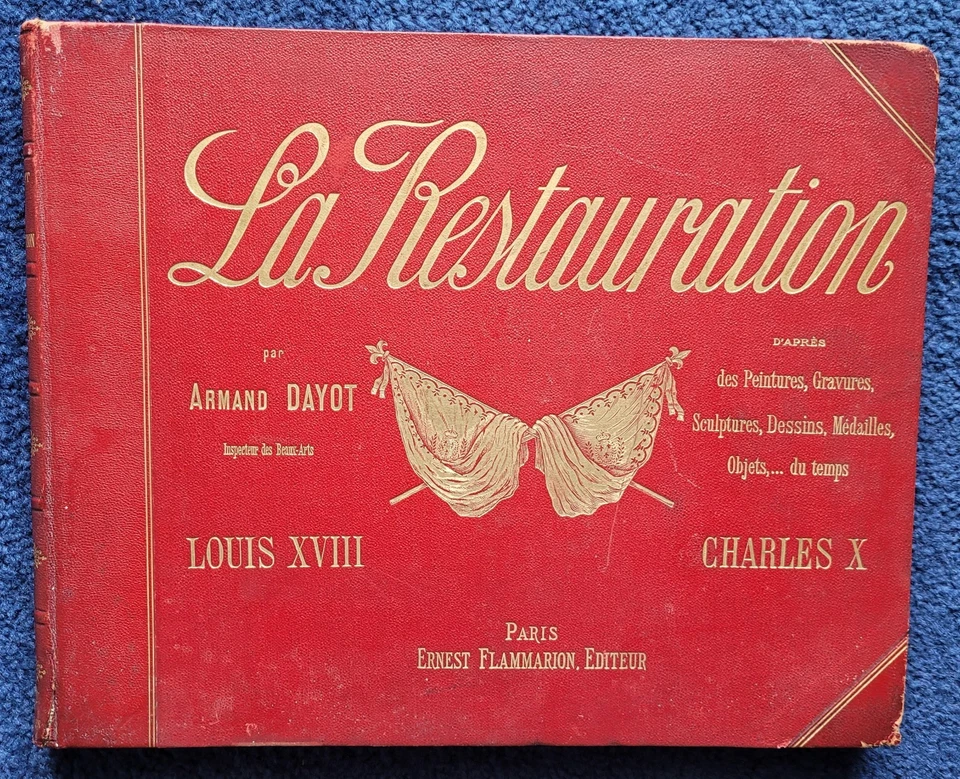 La Restauration
par
ARMAND DAYOT
Inspecteur des Beaux-Arts
D'APRÈS
des Peintures, Gravures,
Sculptures, Dessins, Médailles,
Objets,... du temps
LOUIS XVIII
CHARLES X
PARIS
ERNEST FLAMMARION, EDITEUR